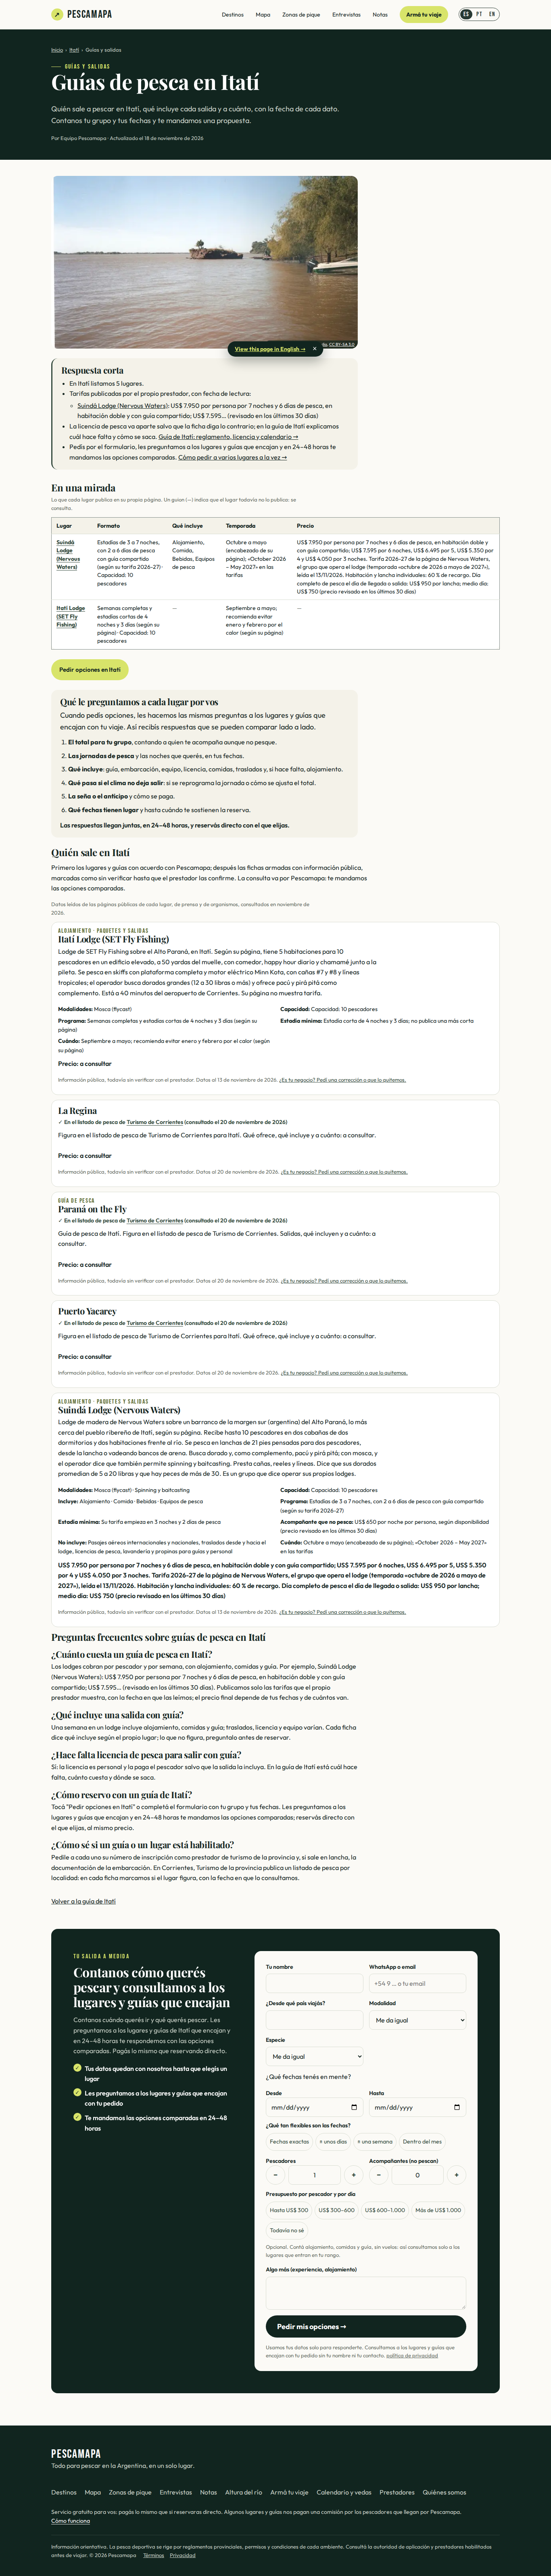 PESCAMAPA
Destinos Mapa Zonas de pique Entrevistas Notas Armá tu viaje ES PT EN
Inicio › Itatí › Guías y salidas
GUÍAS Y SALIDAS
Guías de pesca en Itatí
Quién sale a pescar en Itatí, qué incluye cada salida y a cuánto, con la fecha de cada dato.
Contanos tu grupo y tus fechas y te mandamos una propuesta.
Por Equipo Pescamapa · Actualizado el 18 de noviembre de 2026
CC BY-SA 3.0
View this page in English → ✕
Respuesta corta
En Itatí listamos 5 lugares.
Tarifas publicadas por el propio prestador, con fecha de lectura:
Suindá Lodge (Nervous Waters): US$ 7.950 por persona por 7 noches y 6 días de pesca, en
habitación doble y con guía compartido; US$ 7.595… (revisado en los últimos 30 días)
La licencia de pesca va aparte salvo que la ficha diga lo contrario; en la guía de Itatí explicamos
cuál hace falta y cómo se saca. Guía de Itatí: reglamento, licencia y calendario →
Pedís por el formulario, les preguntamos a los lugares y guías que encajan y en 24–48 horas te
mandamos las opciones comparadas. Cómo pedir a varios lugares a la vez →
En una mirada
Lo que cada lugar publica en su propia página. Un guion (—) indica que el lugar todavía no lo publica: se
consulta.
Lugar Formato Qué incluye Temporada Precio
Suindá Lodge (Nervous Waters)
Estadías de 3 a 7 noches, con 2 a 6 días de pesca con guía compartido (según su tarifa 2026-27) · Capacidad: 10 pescadores
Alojamiento, Comida, Bebidas, Equipos de pesca
Octubre a mayo (encabezado de su página); «October 2026 – May 2027» en las tarifas
US$ 7.950 por persona por 7 noches y 6 días de pesca, en habitación doble y con
guía compartido; US$ 7.595 por 6 noches, US$ 6.495 por 5, US$ 5.350 por
4 y US$ 4.050 por 3 noches. Tarifa 2026-27 de la página de Nervous Waters,
el grupo que opera el lodge (temporada «octubre de 2026 a mayo de 2027»),
leída el 13/11/2026. Habitación y lancha individuales: 60 % de recargo. Día
completo de pesca el día de llegada o salida: US$ 950 por lancha; medio día:
US$ 750 (precio revisado en los últimos 30 días)
Itatí Lodge (SET Fly Fishing)
Semanas completas y estadías cortas de 4 noches y 3 días (según su página) · Capacidad: 10 pescadores
—
Septiembre a mayo; recomienda evitar enero y febrero por el calor (según su página)
—
Pedir opciones en Itatí
Qué le preguntamos a cada lugar por vos
Cuando pedís opciones, les hacemos las mismas preguntas a los lugares y guías que
encajan con tu viaje. Así recibís respuestas que se pueden comparar lado a lado.
1. El total para tu grupo, contando a quien te acompaña aunque no pesque.
2. Las jornadas de pesca y las noches que querés, en tus fechas.
3. Qué incluye: guía, embarcación, equipo, licencia, comidas, traslados y, si hace falta, alojamiento.
4. Qué pasa si el clima no deja salir: si se reprograma la jornada o cómo se ajusta el total.
5. La seña o el anticipo y cómo se paga.
6. Qué fechas tienen lugar y hasta cuándo te sostienen la reserva.
Las respuestas llegan juntas, en 24–48 horas, y reservás directo con el que elijas.
Quién sale en Itatí
Primero los lugares y guías con acuerdo con Pescamapa; después las fichas armadas con información pública,
marcadas como sin verificar hasta que el prestador las confirme. La consulta va por Pescamapa; te mandamos
las opciones comparadas.
Datos leídos de las páginas públicas de cada lugar, de prensa y de organismos, consultados en noviembre de
2026.
ALOJAMIENTO · PAQUETES Y SALIDAS
Itatí Lodge (SET Fly Fishing)
Lodge de SET Fly Fishing sobre el Alto Paraná, en Itatí. Según su página, tiene 5 habitaciones para 10
pescadores en un edificio elevado, a 50 yardas del muelle, con comedor, happy hour diario y chamamé junto a la
pileta. Se pesca en skiffs con plataforma completa y motor eléctrico Minn Kota, con cañas #7 y #8 y líneas
tropicales; el operador busca dorados grandes (12 a 30 libras o más) y ofrece pacú y pirá pitá como
complemento. Está a 40 minutos del aeropuerto de Corrientes. Su página no muestra tarifa.
Modalidades: Mosca (flycast)
Capacidad: Capacidad: 10 pescadores
Programa: Semanas completas y estadías cortas de 4 noches y 3 días (según su
página)
Estadía mínima: Estadía corta de 4 noches y 3 días; no publica una más corta
Cuándo: Septiembre a mayo; recomienda evitar enero y febrero por el calor (según
su página)
Precio: a consultar
Información pública, todavía sin verificar con el prestador. Datos al 13 de noviembre de 2026. ¿Es tu negocio? Pedí una corrección o que lo quitemos.
La Regina
✓ En el listado de pesca de Turismo de Corrientes (consultado el 20 de noviembre de 2026)
Figura en el listado de pesca de Turismo de Corrientes para Itatí. Qué ofrece, qué incluye y a cuánto: a consultar.
Precio: a consultar
Información pública, todavía sin verificar con el prestador. Datos al 20 de noviembre de 2026. ¿Es tu negocio? Pedí una corrección o que lo quitemos.
GUÍA DE PESCA
Paraná on the Fly
✓ En el listado de pesca de Turismo de Corrientes (consultado el 20 de noviembre de 2026)
Guía de pesca de Itatí. Figura en el listado de pesca de Turismo de Corrientes. Salidas, qué incluyen y a cuánto: a
consultar.
Precio: a consultar
Información pública, todavía sin verificar con el prestador. Datos al 20 de noviembre de 2026. ¿Es tu negocio? Pedí una corrección o que lo quitemos.
Puerto Yacarey
✓ En el listado de pesca de Turismo de Corrientes (consultado el 20 de noviembre de 2026)
Figura en el listado de pesca de Turismo de Corrientes para Itatí. Qué ofrece, qué incluye y a cuánto: a consultar.
Precio: a consultar
Información pública, todavía sin verificar con el prestador. Datos al 20 de noviembre de 2026. ¿Es tu negocio? Pedí una corrección o que lo quitemos.
ALOJAMIENTO · PAQUETES Y SALIDAS
Suindá Lodge (Nervous Waters)
Lodge de madera de Nervous Waters sobre un barranco de la margen sur (argentina) del Alto Paraná, lo más
cerca del pueblo ribereño de Itatí, según su página. Recibe hasta 10 pescadores en dos cabañas de dos
dormitorios y dos habitaciones frente al río. Se pesca en lanchas de 21 pies pensadas para dos pescadores,
desde la lancha o vadeando bancos de arena. Busca dorado y, como complemento, pacú y pirá pitá; con mosca, y
el operador dice que también permite spinning y baitcasting. Presta cañas, reeles y líneas. Dice que sus dorados
promedian de 5 a 20 libras y que hay peces de más de 30. Es un grupo que dice operar sus propios lodges.
Modalidades: Mosca (flycast) · Spinning y baitcasting
Capacidad: Capacidad: 10 pescadores
Incluye: Alojamiento · Comida · Bebidas · Equipos de pesca
Programa: Estadías de 3 a 7 noches, con 2 a 6 días de pesca con guía compartido
(según su tarifa 2026-27)
Estadía mínima: Su tarifa empieza en 3 noches y 2 días de pesca
Acompañante que no pesca: US$ 650 por noche por persona, según disponibilidad
(precio revisado en los últimos 30 días)
No incluye: Pasajes aéreos internacionales y nacionales, traslados desde y hacia el
lodge, licencias de pesca, lavandería y propinas para guías y personal
Cuándo: Octubre a mayo (encabezado de su página); «October 2026 – May 2027»
en las tarifas
US$ 7.950 por persona por 7 noches y 6 días de pesca, en habitación doble y con guía compartido; US$ 7.595 por 6 noches, US$ 6.495 por 5, US$ 5.350
por 4 y US$ 4.050 por 3 noches. Tarifa 2026-27 de la página de Nervous Waters, el grupo que opera el lodge (temporada «octubre de 2026 a mayo de
2027»), leída el 13/11/2026. Habitación y lancha individuales: 60 % de recargo. Día completo de pesca el día de llegada o salida: US$ 950 por lancha;
medio día: US$ 750 (precio revisado en los últimos 30 días)
Información pública, todavía sin verificar con el prestador. Datos al 13 de noviembre de 2026. ¿Es tu negocio? Pedí una corrección o que lo quitemos.
Preguntas frecuentes sobre guías de pesca en Itatí
¿Cuánto cuesta un guía de pesca en Itatí?
Los lodges cobran por pescador y por semana, con alojamiento, comidas y guía. Por ejemplo, Suindá Lodge
(Nervous Waters): US$ 7.950 por persona por 7 noches y 6 días de pesca, en habitación doble y con guía
compartido; US$ 7.595… (revisado en los últimos 30 días). Publicamos solo las tarifas que el propio
prestador muestra, con la fecha en que las leímos; el precio final depende de tus fechas y de cuántos van.
¿Qué incluye una salida con guía?
Una semana en un lodge incluye alojamiento, comidas y guía; traslados, licencia y equipo varían. Cada ficha
dice qué incluye según el propio lugar; lo que no figura, preguntalo antes de reservar.
¿Hace falta licencia de pesca para salir con guía?
Sí: la licencia es personal y la paga el pescador salvo que la salida la incluya. En la guía de Itatí está cuál hace
falta, cuánto cuesta y dónde se saca.
¿Cómo reservo con un guía de Itatí?
Tocá "Pedir opciones en Itatí" o completá el formulario con tu grupo y tus fechas. Les preguntamos a los
lugares y guías que encajan y en 24–48 horas te mandamos las opciones comparadas; reservás directo con
el que elijas, al mismo precio.
¿Cómo sé si un guía o un lugar está habilitado?
Pedile a cada uno su número de inscripción como prestador de turismo de la provincia y, si sale en lancha, la
documentación de la embarcación. En Corrientes, Turismo de la provincia publica un listado de pesca por
localidad: en cada ficha marcamos si el lugar figura, con la fecha en que lo consultamos.
Volver a la guía de Itatí
TU SALIDA A MEDIDA
Contanos cómo querés
pescar y consultamos a los
lugares y guías que encajan
Contanos cuándo querés ir y qué querés pescar. Les
preguntamos a los lugares y guías de Itatí que encajan y
en 24–48 horas te respondemos con las opciones
comparadas. Pagás lo mismo que reservando directo.
Tus datos quedan con nosotros hasta que elegís un
lugar
Les preguntamos a los lugares y guías que encajan
con tu pedido
Te mandamos las opciones comparadas en 24–48
horas
Tu nombre
WhatsApp o email
+54 9 … o tu email
¿Desde qué país viajás?
Modalidad
Me da igual
Especie
Me da igual
¿Qué fechas tenés en mente?
Desde
Hasta
mm/dd/yyyy
mm/dd/yyyy
¿Qué tan flexibles son las fechas?
Fechas exactas ± unos días ± una semana Dentro del mes
Pescadores
Acompañantes (no pescan)
− 1 + − 0 +
Presupuesto por pescador y por día
Hasta US$ 300 US$ 300–600 US$ 600–1.000 Más de US$ 1.000
Todavía no sé
Opcional. Contá alojamiento, comidas y guía, sin vuelos: así consultamos solo a los
lugares que entran en tu rango.
Algo más (experiencia, alojamiento)
Pedir mis opciones →
Usamos tus datos solo para responderte. Consultamos a los lugares y guías que
encajan con tu pedido sin tu nombre ni tu contacto. política de privacidad
PESCAMAPA
Todo para pescar en la Argentina, en un solo lugar.
Destinos Mapa Zonas de pique Entrevistas Notas Altura del río Armá tu viaje Calendario y vedas Prestadores Quiénes somos
Servicio gratuito para vos: pagás lo mismo que si reservaras directo. Algunos lugares y guías nos pagan una comisión por los pescadores que llegan por Pescamapa.
Cómo funciona
Información orientativa. La pesca deportiva se rige por reglamentos provinciales, permisos y condiciones de cada ambiente. Consultá la autoridad de aplicación y prestadores habilitados
antes de viajar. © 2026 Pescamapa Términos Privacidad